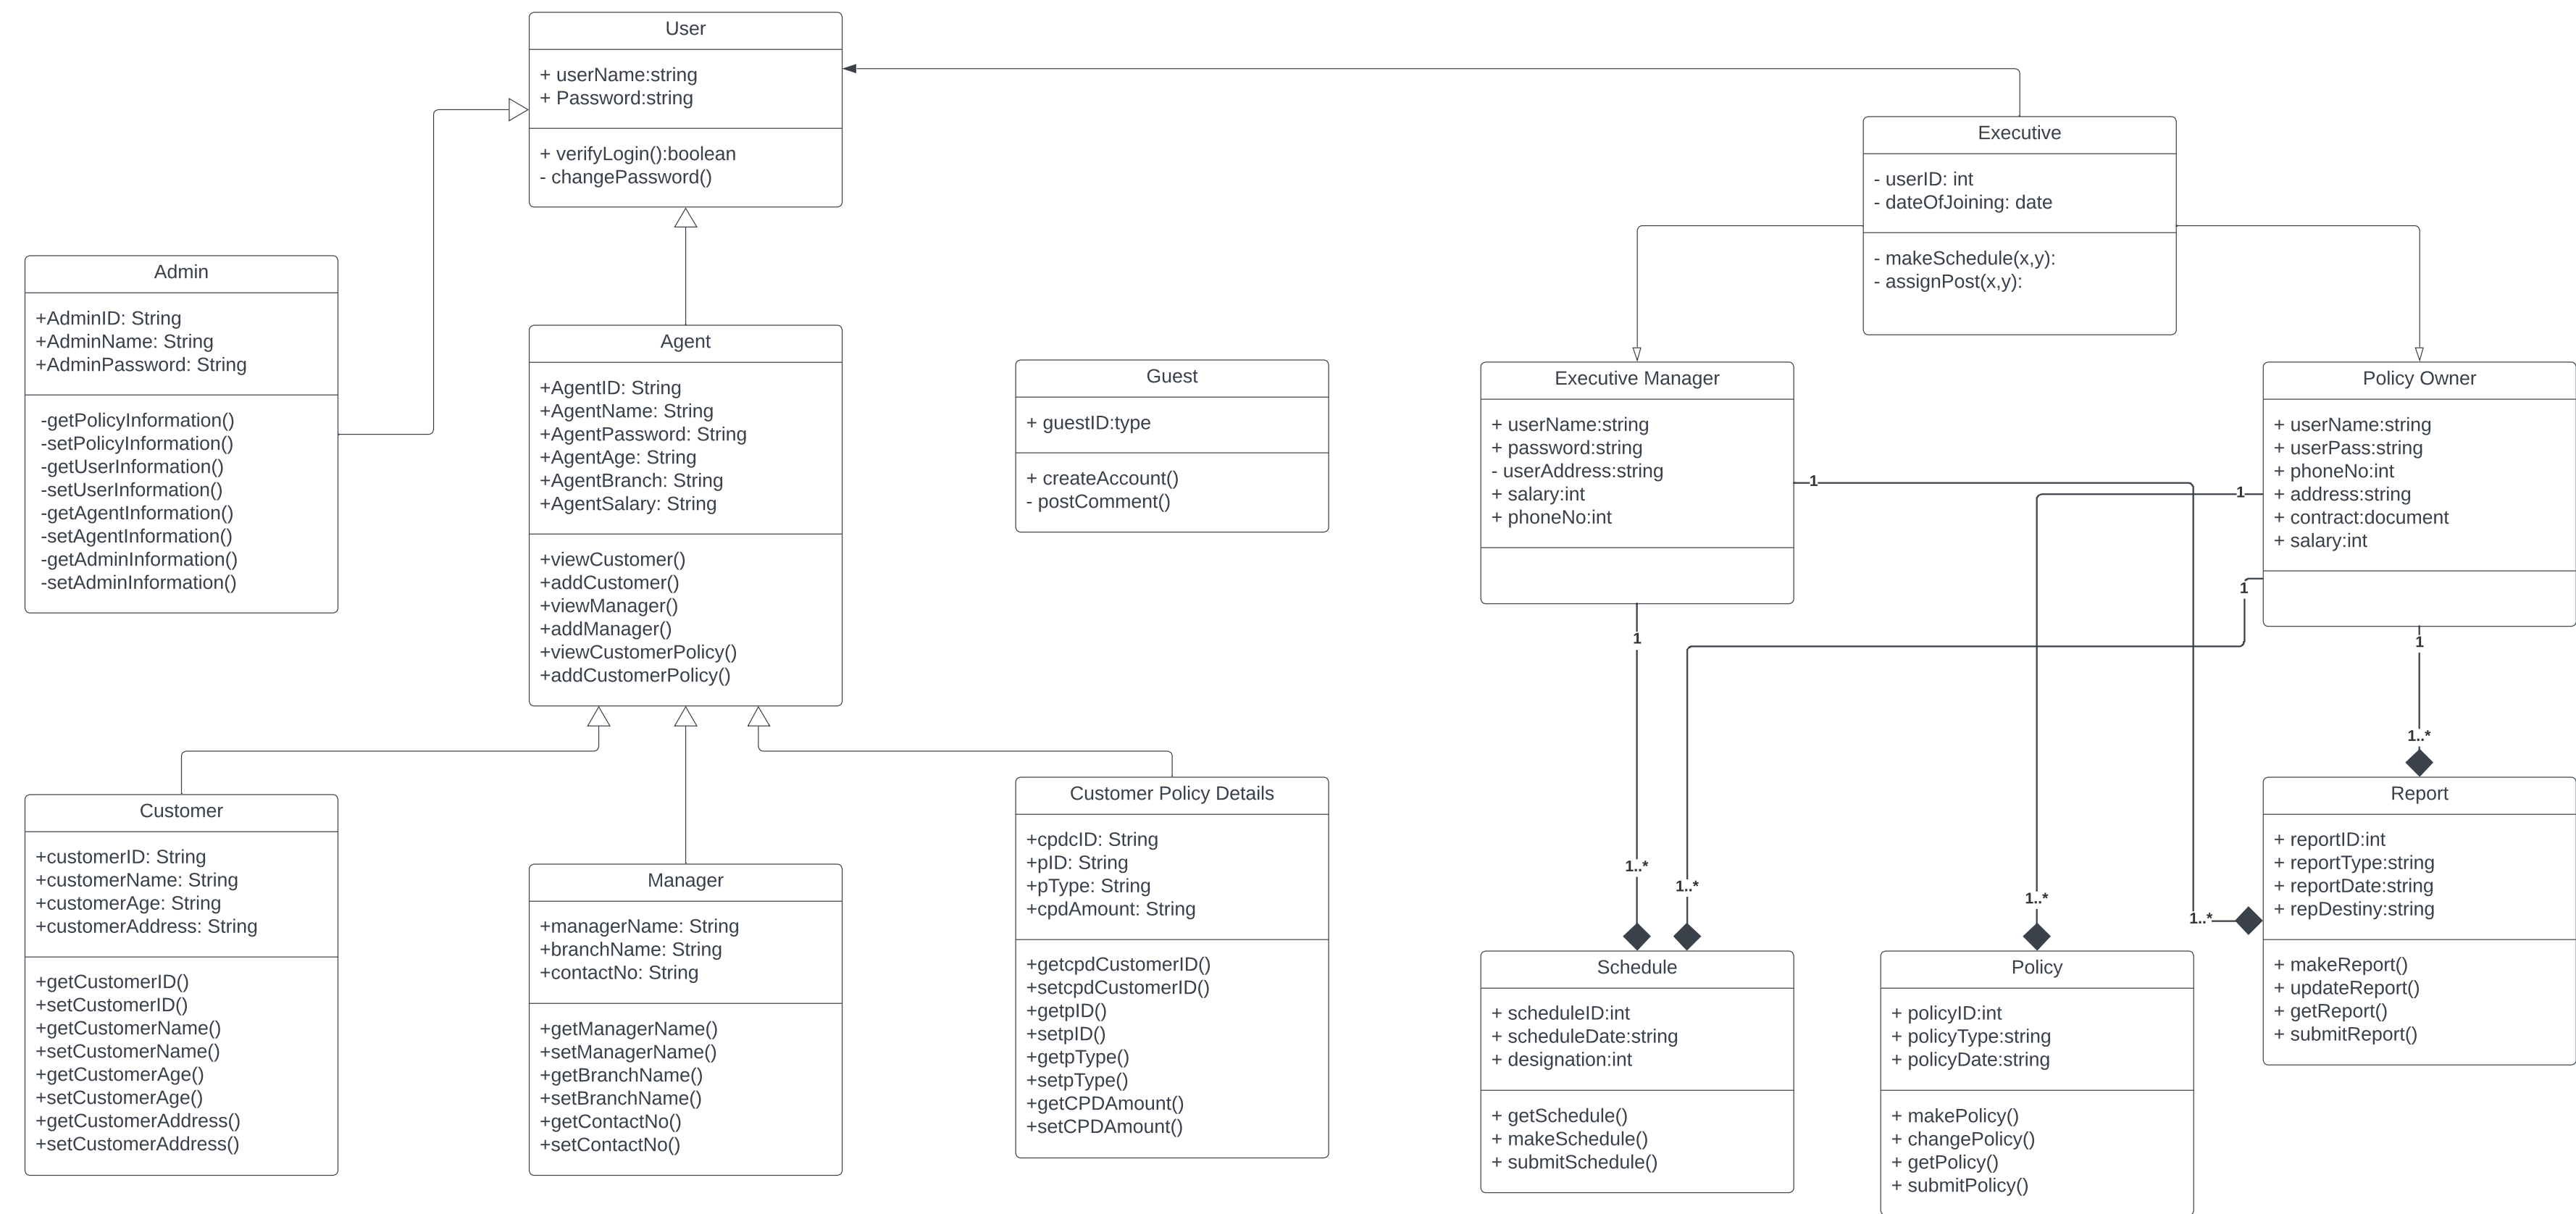 User
+ userName:string
+ Password:string
+ verifyLogin():boolean
- changePassword()
Executive
- userID: int
- dateOfJoining: date
- makeSchedule(x,y):
- assignPost(x,y):
Admin
+AdminID: String
+AdminName: String
+AdminPassword: String
-getPolicyInformation()
-setPolicyInformation()
-getUserInformation()
-setUserInformation()
-getAgentInformation()
-setAgentInformation()
-getAdminInformation()
-setAdminInformation()
Agent
+AgentID: String
+AgentName: String
+AgentPassword: String
+AgentAge: String
+AgentBranch: String
+AgentSalary: String
+viewCustomer()
+addCustomer()
+viewManager()
+addManager()
+viewCustomerPolicy()
+addCustomerPolicy()
Guest
+ guestID:type
+ createAccount()
- postComment()
Executive Manager
+ userName:string
+ password:string
- userAddress:string
+ salary:int
+ phoneNo:int
Policy Owner
+ userName:string
+ userPass:string
+ phoneNo:int
+ address:string
+ contract:document
+ salary:int
1
1
1
1
1
1..*
1..*
1..*
1..*
1..*
Customer
+customerID: String
+customerName: String
+customerAge: String
+customerAddress: String
+getCustomerID()
+setCustomerID()
+getCustomerName()
+setCustomerName()
+getCustomerAge()
+setCustomerAge()
+getCustomerAddress()
+setCustomerAddress()
Manager
+managerName: String
+branchName: String
+contactNo: String
+getManagerName()
+setManagerName()
+getBranchName()
+setBranchName()
+getContactNo()
+setContactNo()
Customer Policy Details
+cpdcID: String
+pID: String
+pType: String
+cpdAmount: String
+getcpdCustomerID()
+setcpdCustomerID()
+getpID()
+setpID()
+getpType()
+setpType()
+getCPDAmount()
+setCPDAmount()
Schedule
+ scheduleID:int
+ scheduleDate:string
+ designation:int
+ getSchedule()
+ makeSchedule()
+ submitSchedule()
Policy
+ policyID:int
+ policyType:string
+ policyDate:string
+ makePolicy()
+ changePolicy()
+ getPolicy()
+ submitPolicy()
Report
+ reportID:int
+ reportType:string
+ reportDate:string
+ repDestiny:string
+ makeReport()
+ updateReport()
+ getReport()
+ submitReport()